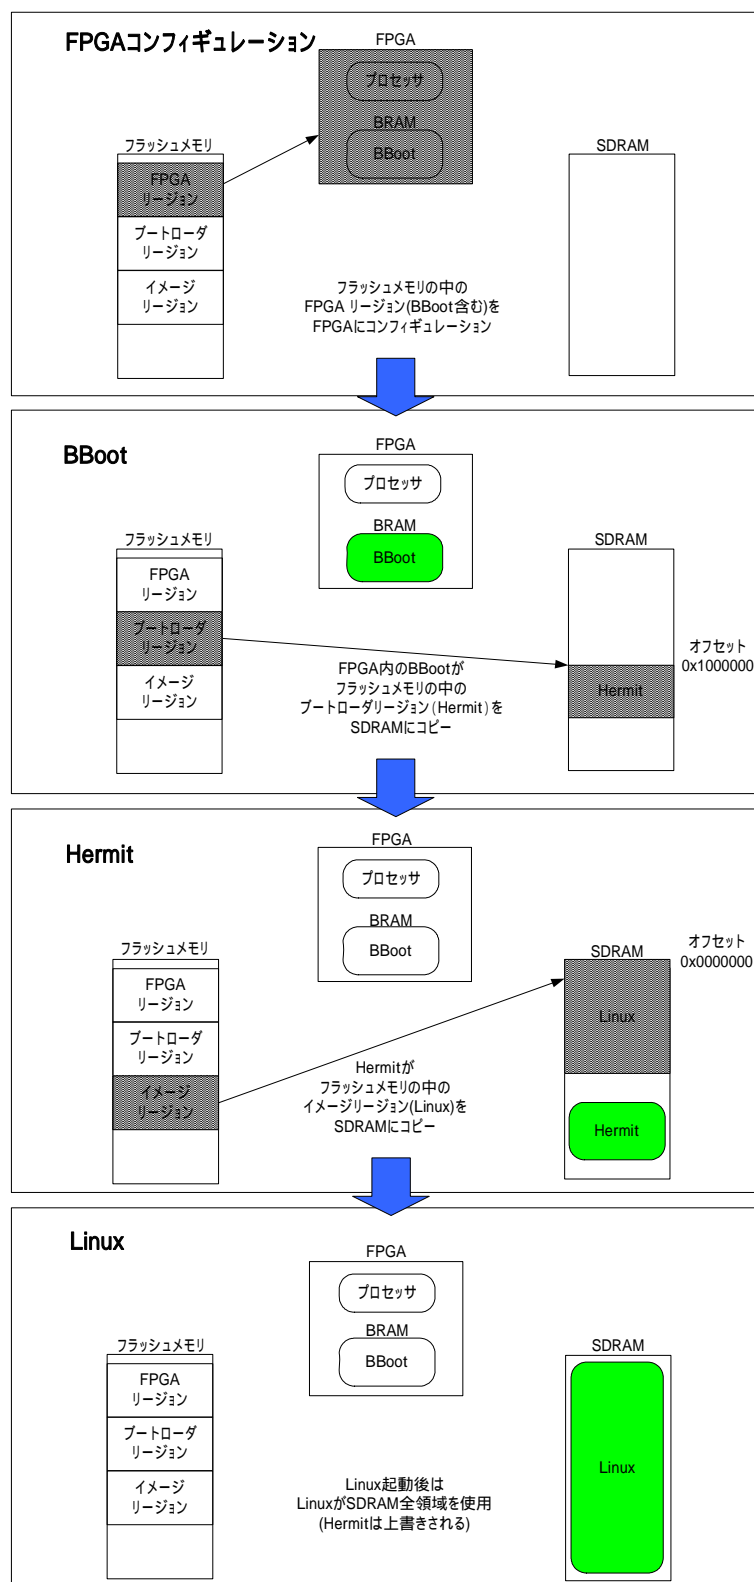 FPGAコンフィギュレーション
FPGA
プロセッサ
BRAM
BBoot
フラッシュメモリ
FPGA
リージョン
ブートローダ
リージョン
イメージ
リージョン
SDRAM
フラッシュメモリの中の
FPGA リージョン(BBoot含む)を
FPGAにコンフィギュレーション
BBoot
FPGA
プロセッサ
BRAM
BBoot
フラッシュメモリ
FPGA
リージョン
ブートローダ
リージョン
イメージ
リージョン
SDRAM
オフセット
0x1000000
Hermit
FPGA内のBBootが
フラッシュメモリの中の
ブートローダリージョン(Hermit)を
SDRAMにコピー
Hermit
FPGA
プロセッサ
BRAM
BBoot
フラッシュメモリ
FPGA
リージョン
ブートローダ
リージョン
イメージ
リージョン
SDRAM
オフセット
0x0000000
Linux
Hermit
Hermitが
フラッシュメモリの中の
イメージリージョン(Linux)を
SDRAMにコピー
Linux
FPGA
プロセッサ
BRAM
BBoot
フラッシュメモリ
FPGA
リージョン
ブートローダ
リージョン
イメージ
リージョン
SDRAM
Linux
Linux起動後は
LinuxがSDRAM全領域を使用
(Hermitは上書きされる)